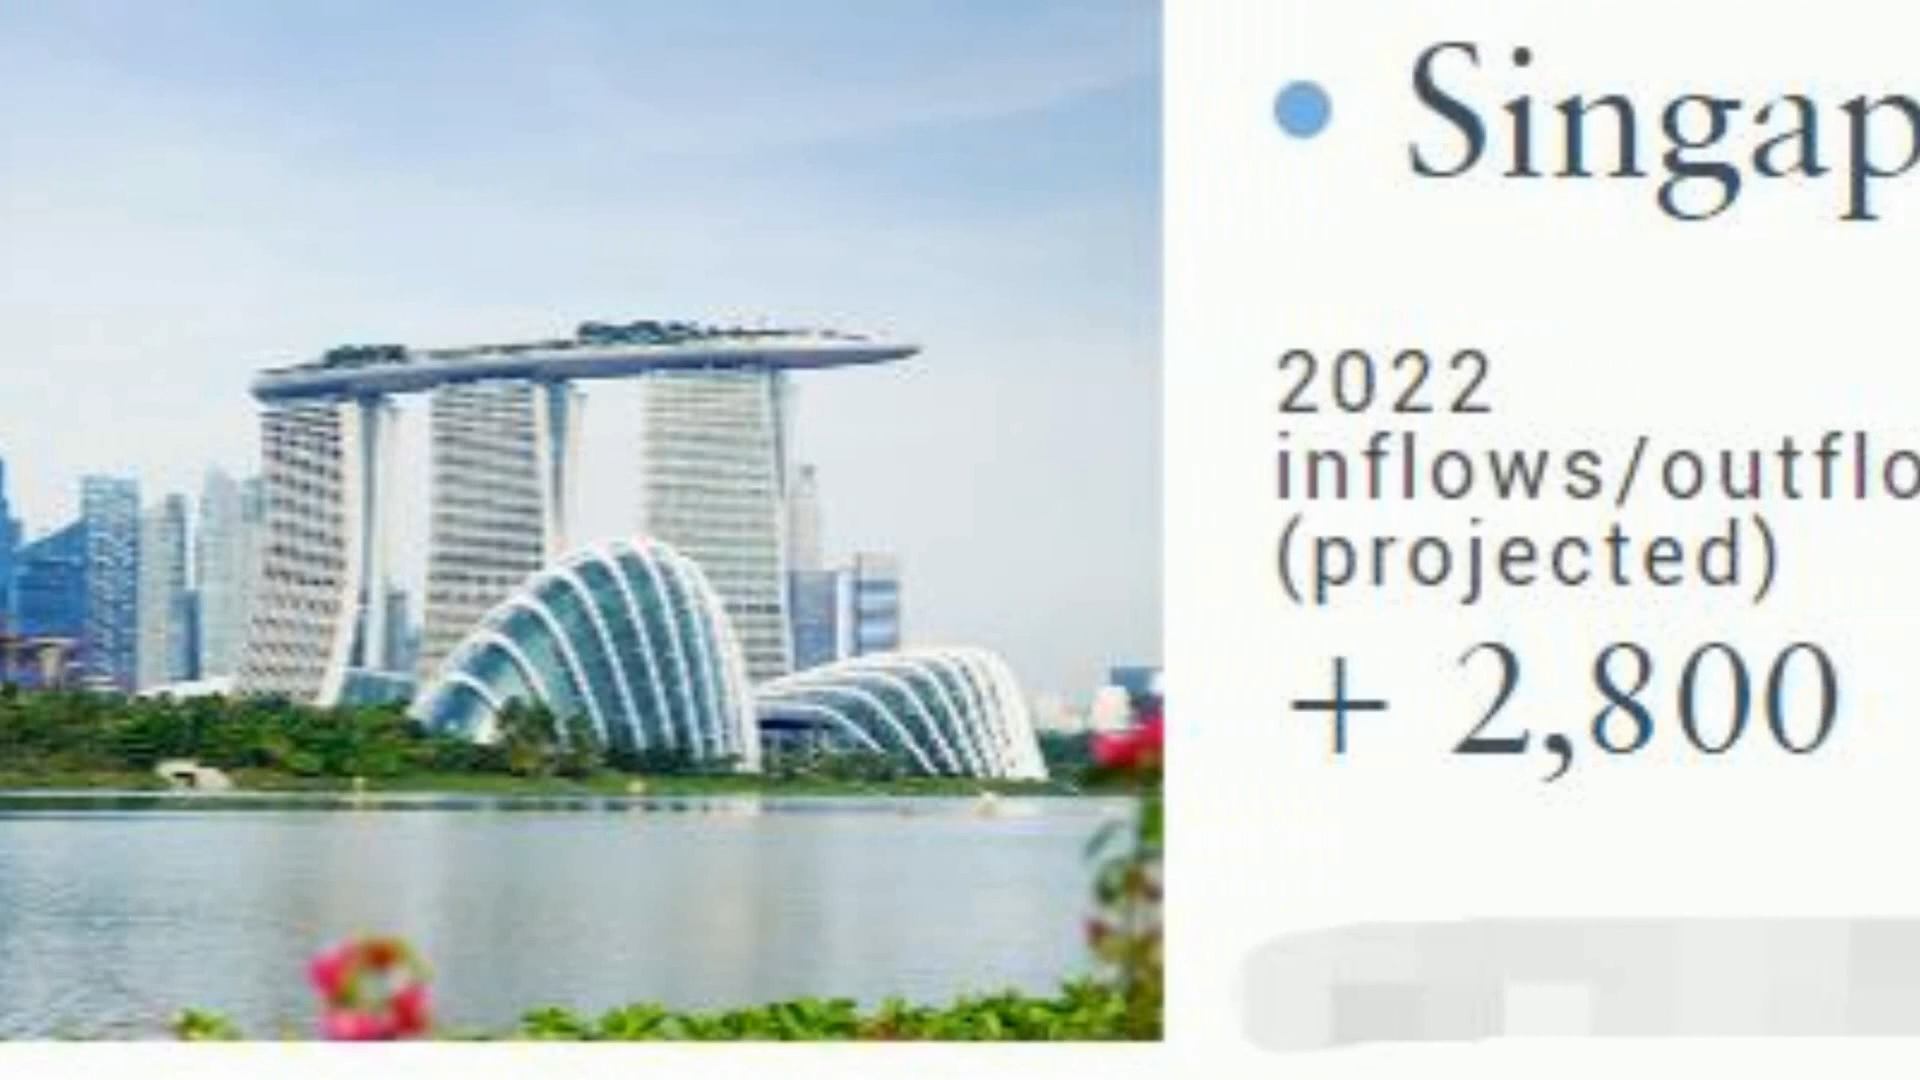 • Singap
2022
inflows/outflo
(projected)
+ 2,800